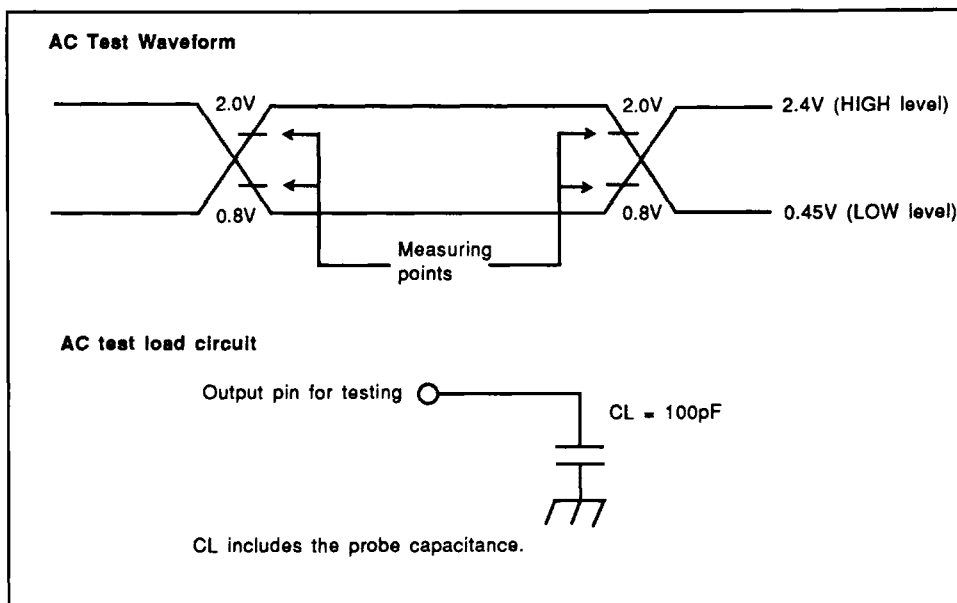 AC Test Waveform
2.0V
2.0V
2.4V (HIGH level)
0.8V
0.8V
0.45V (LOW level)
Measuring
points
AC test load circuit
Output pin for testing
CL = 100pF
CL includes the probe capacitance.